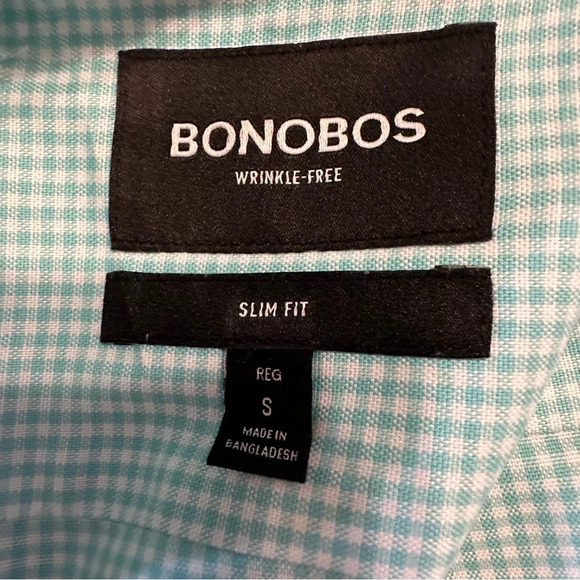 BONOBOS
WRINKLE-FREE
SLIM FIT
REG
S
MADE IN
BANGLADESH